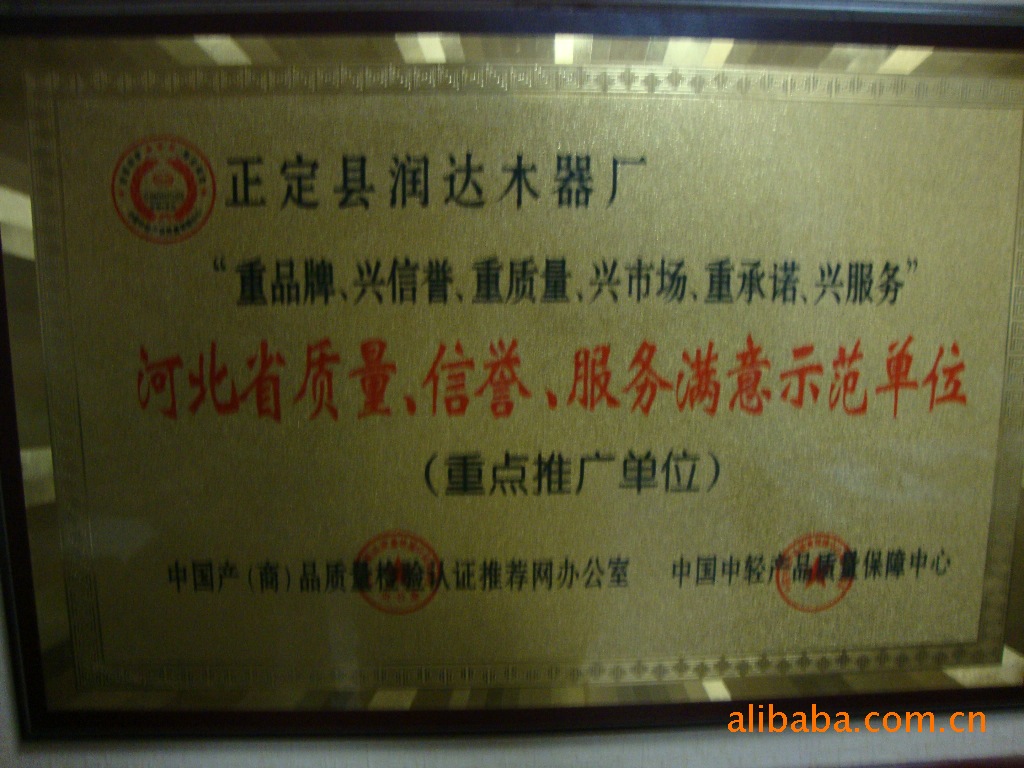 正定县润达木器厂
“重品牌、兴信誉、重质量、兴市场、重承诺、兴服务”
河北省质量、信誉、服务满意示范单位
（重点推广单位）
中国产（商）品质量检验认证推荐网办公室 中国中轻产品质量保障中心
alibaba.com.cn